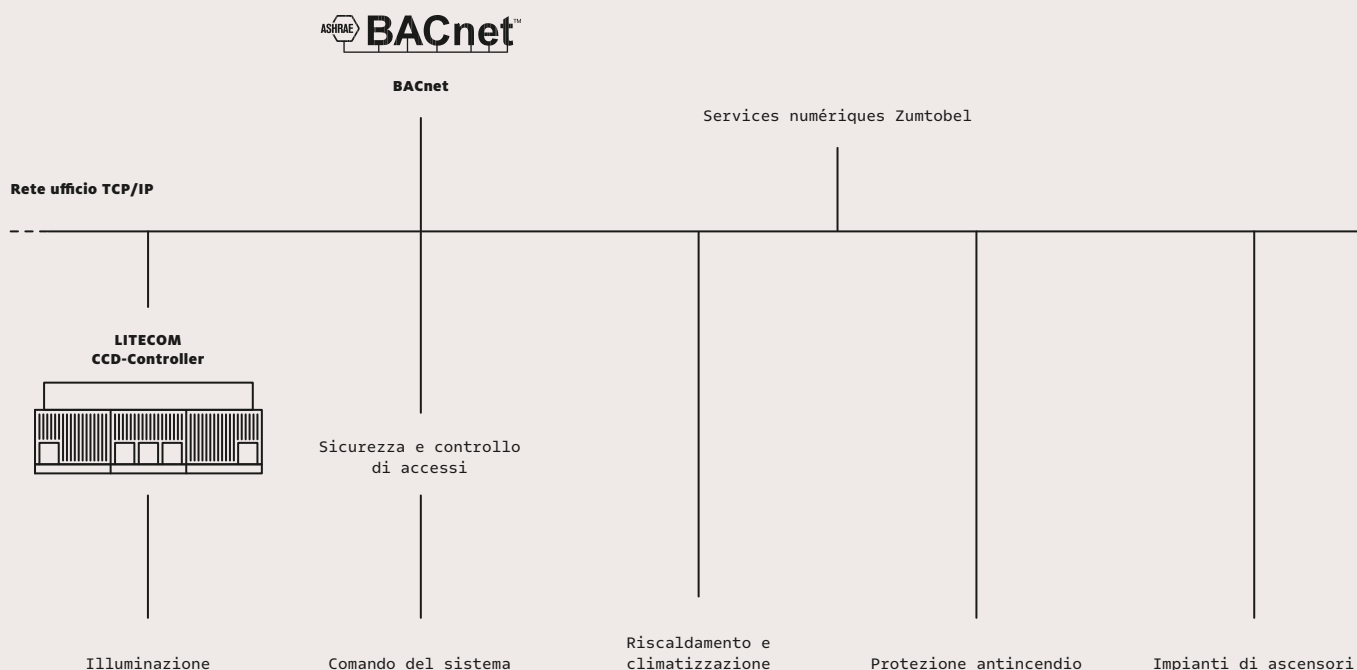 ASHRAE BACnet™
BACnet
Services numériques Zumtobel
Rete ufficio TCP/IP
LITECOM
CCD-Controller
Sicurezza e controllo
di accessi
Illuminazione
Comando del sistema
Riscaldamento e
climatizzazione
Protezione antincendio
Impianti di ascensori